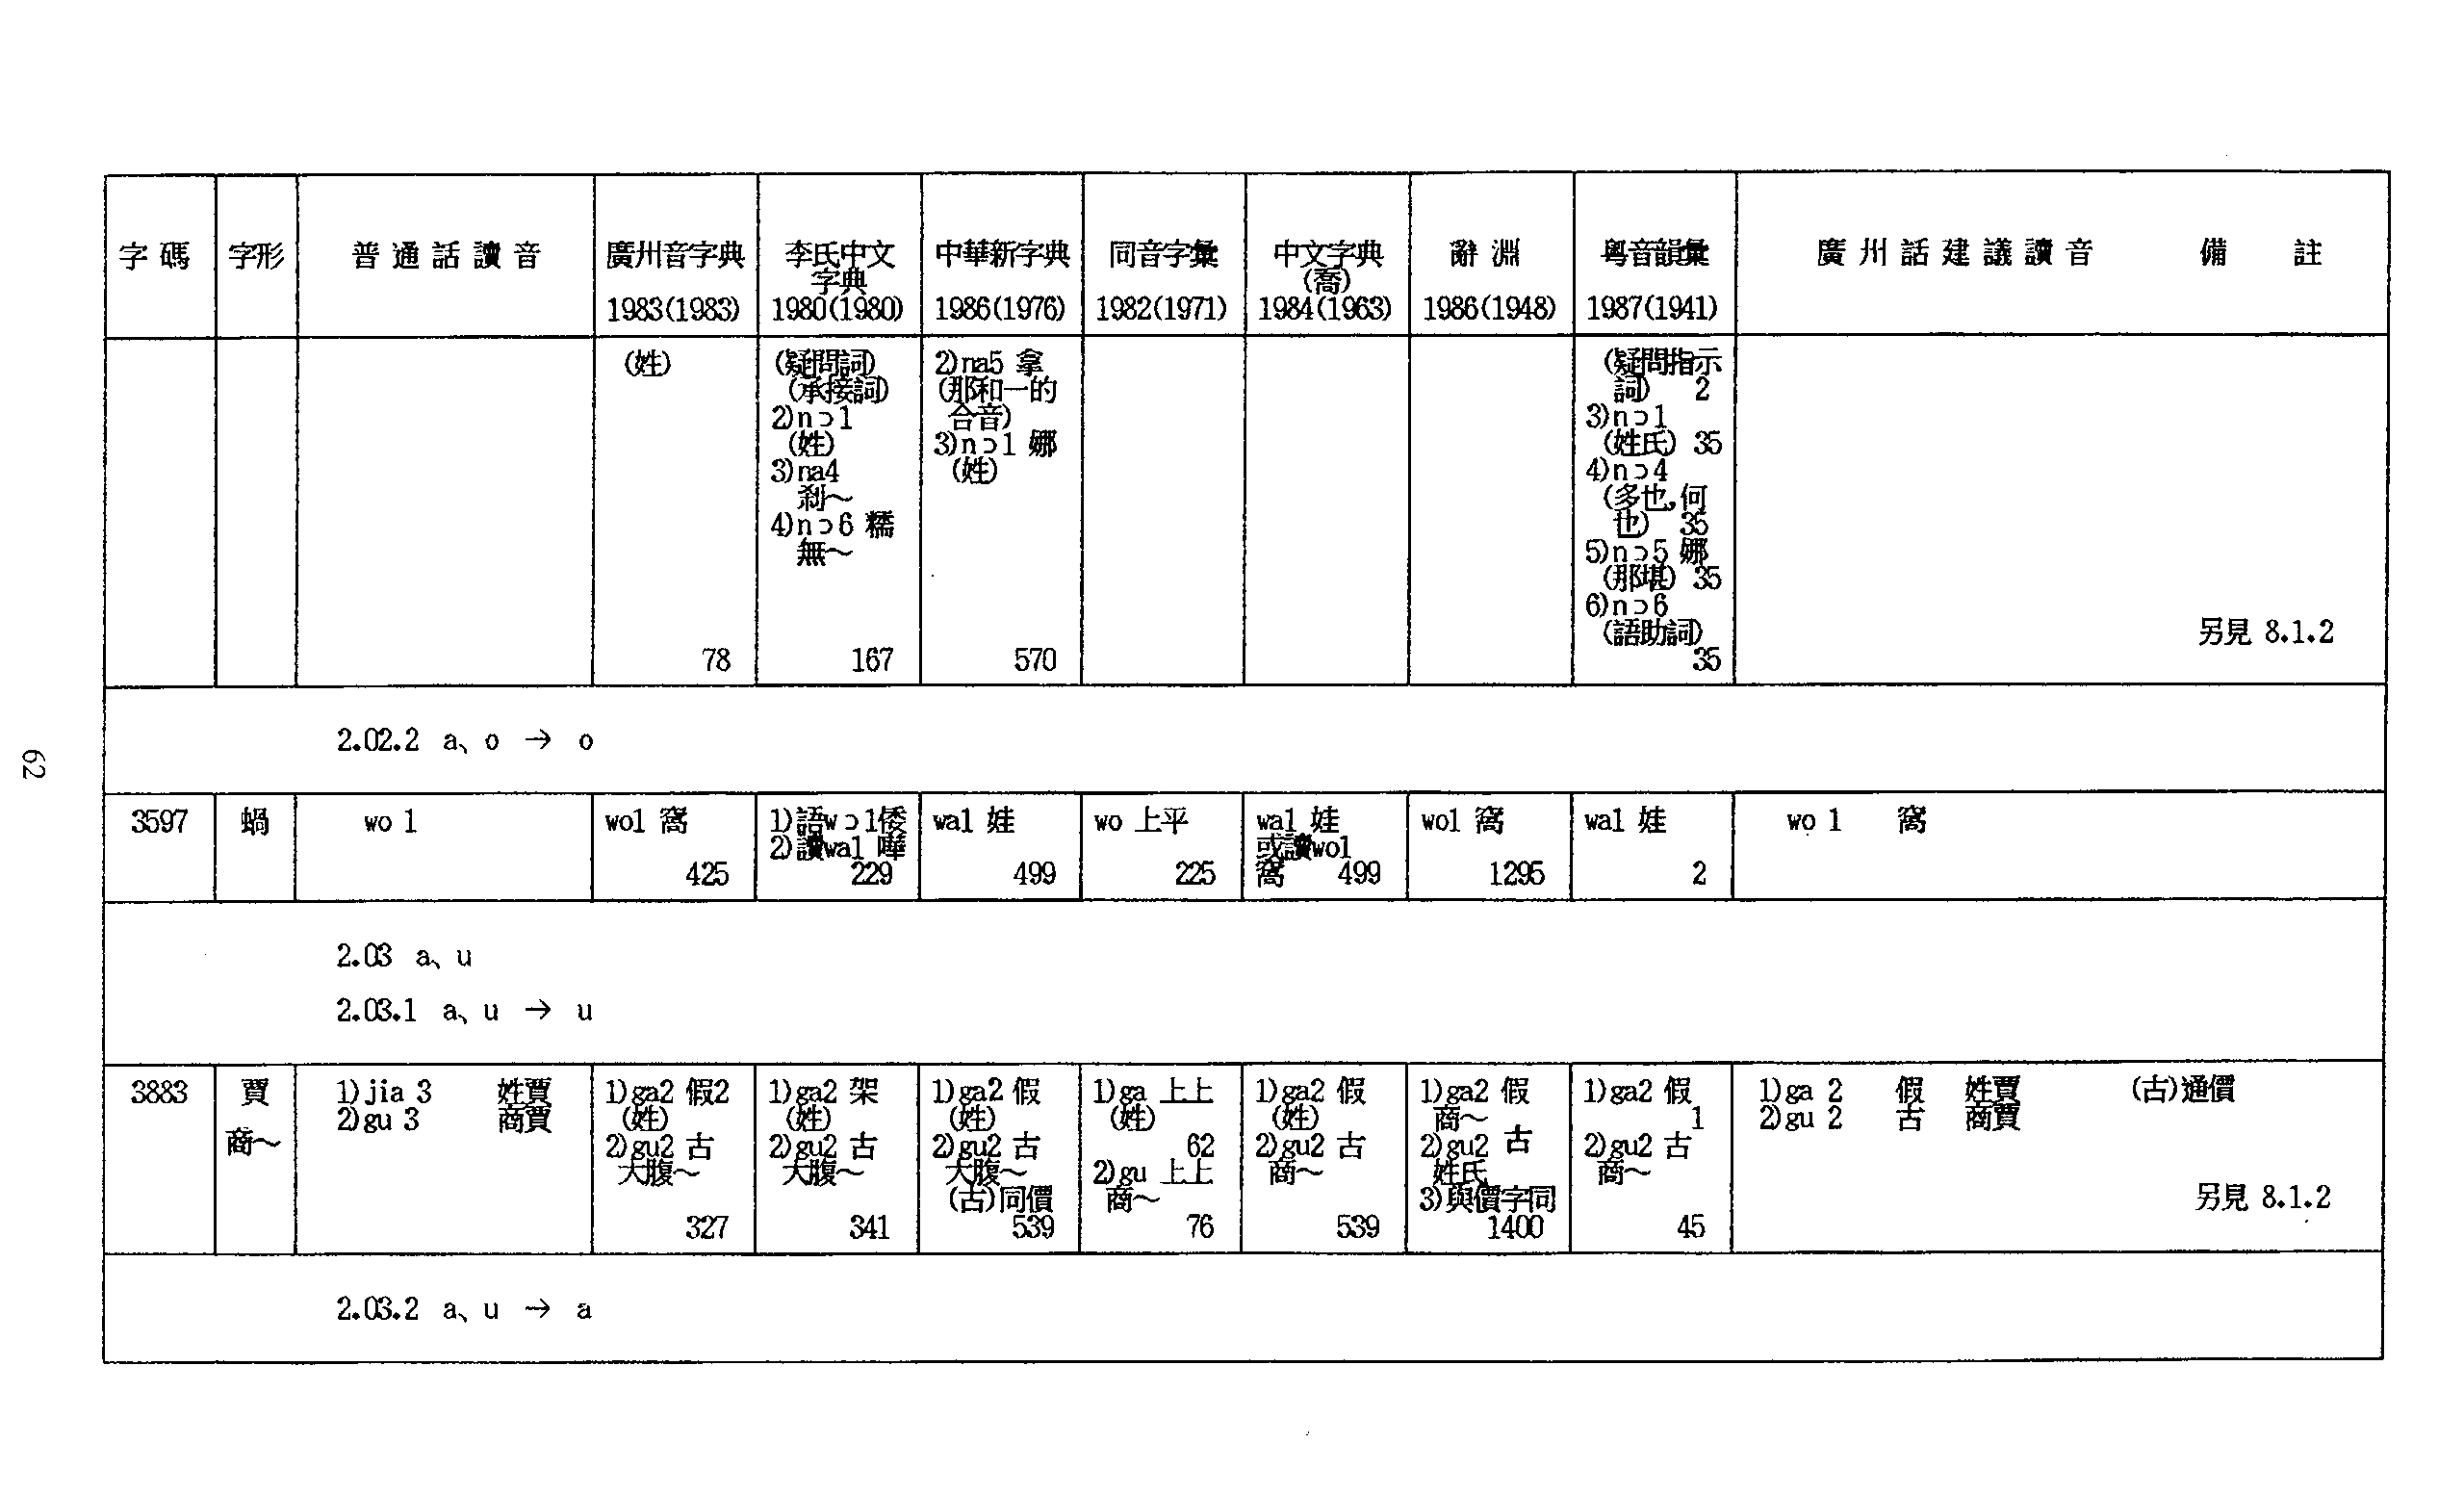 字碼 字形 普通話讀音 廣州音字典 1983(1983) 李氏中文字典 1980(1980) 中華新字典 1986(1976) 同音字彙 1982(1971) 中文字典(喬) 1984(1963) 辭淵 1986(1948) 粵音韻彙 1987(1941) 廣州話建議讀音 備註
(姓)
78
(疑問詞)
(承接詞)
2)nɔ1
(姓)
3)na4
剎~
4)nɔ6 糯
無~
167
2)na5 拿
(那和一的
合音)
3)nɔ1 娜
(姓)
570
(疑問指示
詞) 2
3)nɔ1
(姓氏) 35
4)nɔ4
(多也,何
也) 35
5)nɔ5 娜
(那堪) 35
6)nɔ6
(語助詞)
35
另見 8.1.2
2.02.2 a、o → o
3597
蝸
wo 1
wo1 窩
425
1)語wɔ1倭
2)讀wa1 嘩
229
wa1 娃
499
wo 上平
225
wa1 娃
或讀wo1
窩 499
wo1 窩
1295
wa1 娃
2
wo 1 窩
2.03 a、u
2.03.1 a、u → u
3883
賈
商~
1)jia 3 姓賈
2)gu 3 商賈
1)ga2 假2
(姓)
2)gu2 古
大腹~
327
1)ga2 架
(姓)
2)gu2 古
大腹~
341
1)ga2 假
(姓)
2)gu2 古
大腹~
(古)同價
539
1)ga 上上
(姓)
62
2)gu 上上
商~
76
1)ga2 假
(姓)
2)gu2 古
商~
539
1)ga2 假
商~
2)gu2 古
姓氏
3)與價字同
1400
1)ga2 假
1
2)gu2 古
商~
45
1)ga 2 假 姓賈 (古)通價
2)gu 2 古 商賈
另見 8.1.2
2.03.2 a、u → a
62